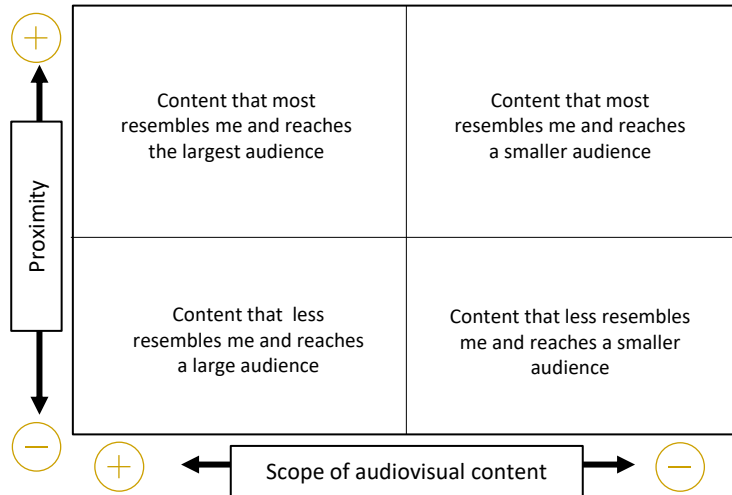 Content that most
resembles me and reaches
the largest audience
Content that most
resembles me and reaches
a smaller audience
Proximity
Content that less
resembles me and reaches
a large audience
Content that less resembles
me and reaches a smaller
audience
Scope of audiovisual content